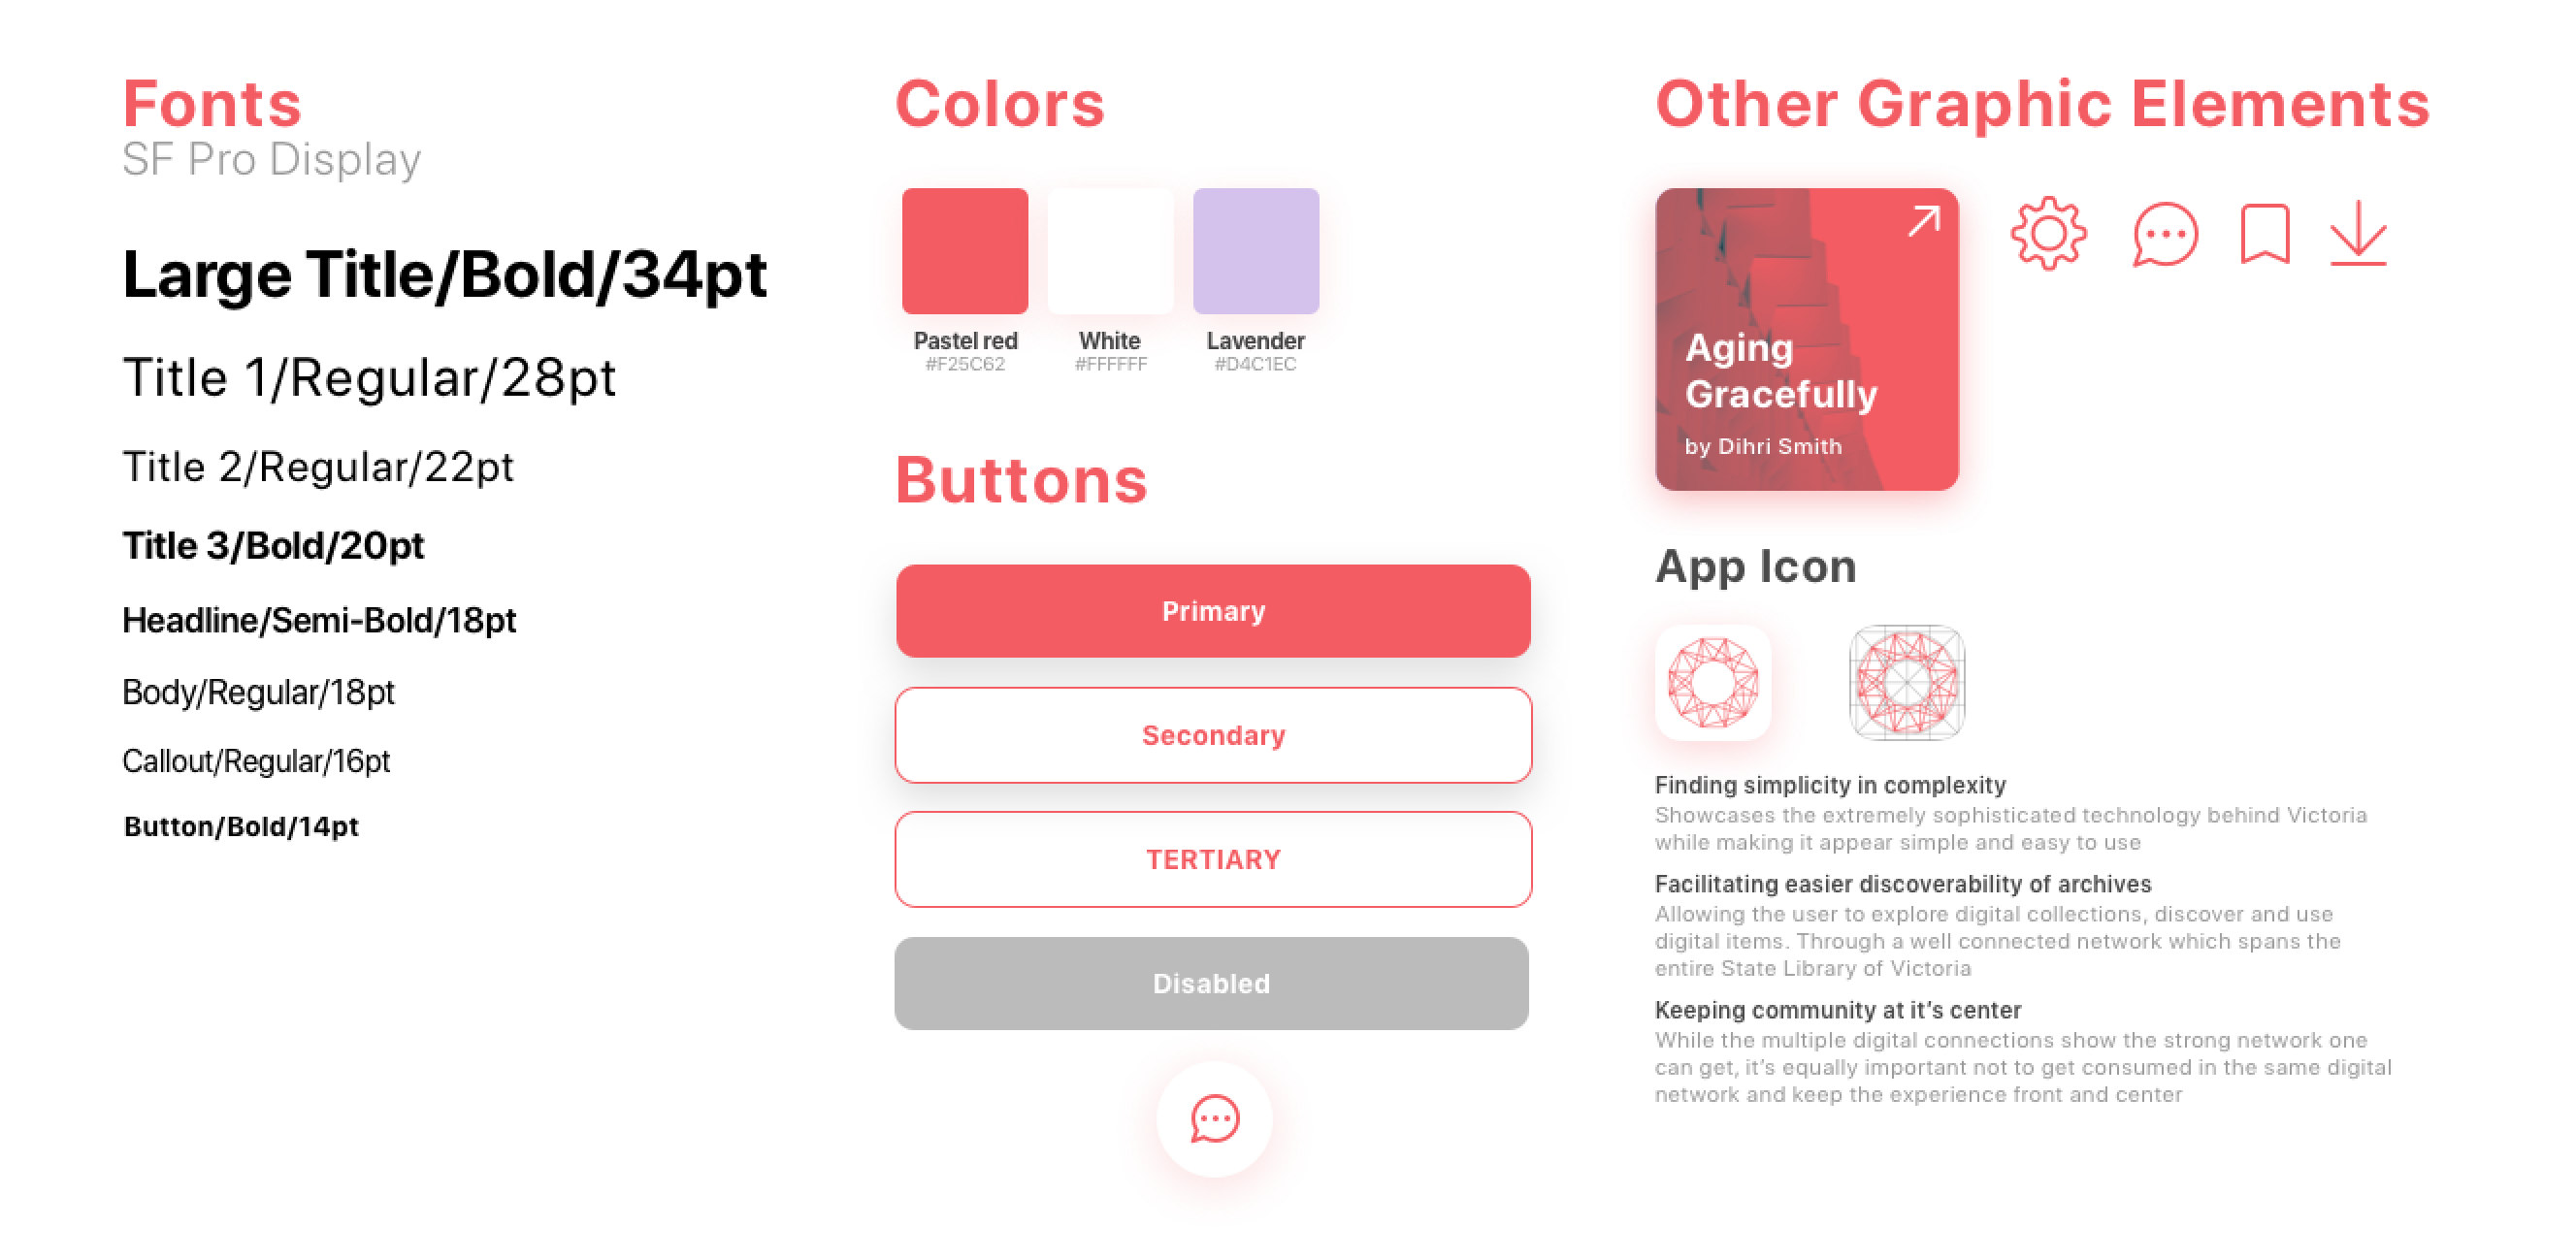 Fonts
SF Pro Display
Large Title/Bold/34pt
Title 1/Regular/28pt
Title 2/Regular/22pt
Title 3/Bold/20pt
Headline/Semi-Bold/18pt
Body/Regular/18pt
Callout/Regular/16pt
Button/Bold/14pt
Colors
Pastel red
#F25C62
White
#FFFFFF
Lavender
#D4C1EC
Buttons
Primary
Secondary
TERTIARY
Disabled
Other Graphic Elements
Aging
Gracefully
by Dihri Smith
App Icon
Finding simplicity in complexity
Showcases the extremely sophisticated technology behind Victoria
while making it appear simple and easy to use
Facilitating easier discoverability of archives
Allowing the user to explore digital collections, discover and use
digital items. Through a well connected network which spans the
entire State Library of Victoria
Keeping community at it’s center
While the multiple digital connections show the strong network one
can get, it’s equally important not to get consumed in the same digital
network and keep the experience front and center